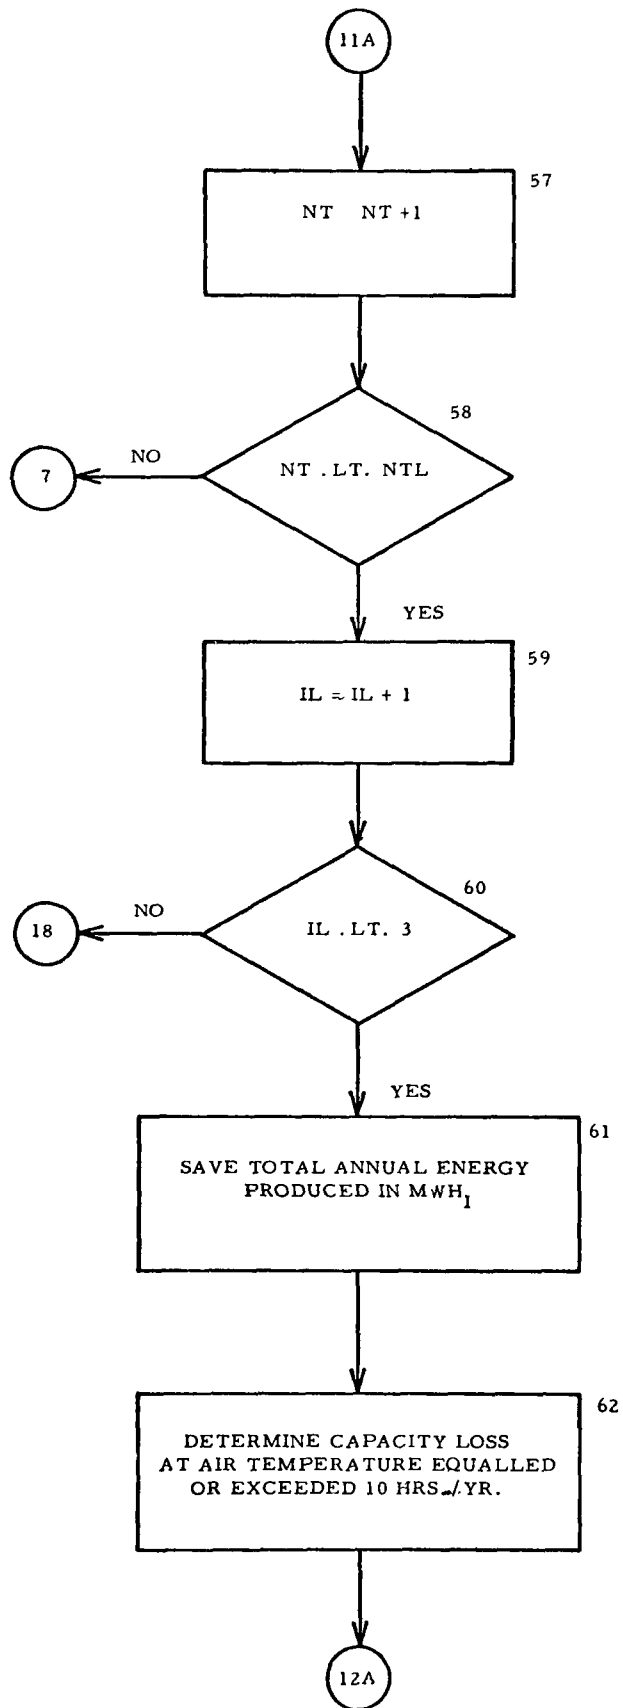 11A
57
NT NT +1
58
NT . LT. NTL
NO
7
YES
59
IL = IL + 1
60
IL . LT. 3
NO
18
YES
61
SAVE TOTAL ANNUAL ENERGY
PRODUCED IN MWH1
62
DETERMINE CAPACITY LOSS
AT AIR TEMPERATURE EQUALLED
OR EXCEEDED 10 HRS./YR.
12A